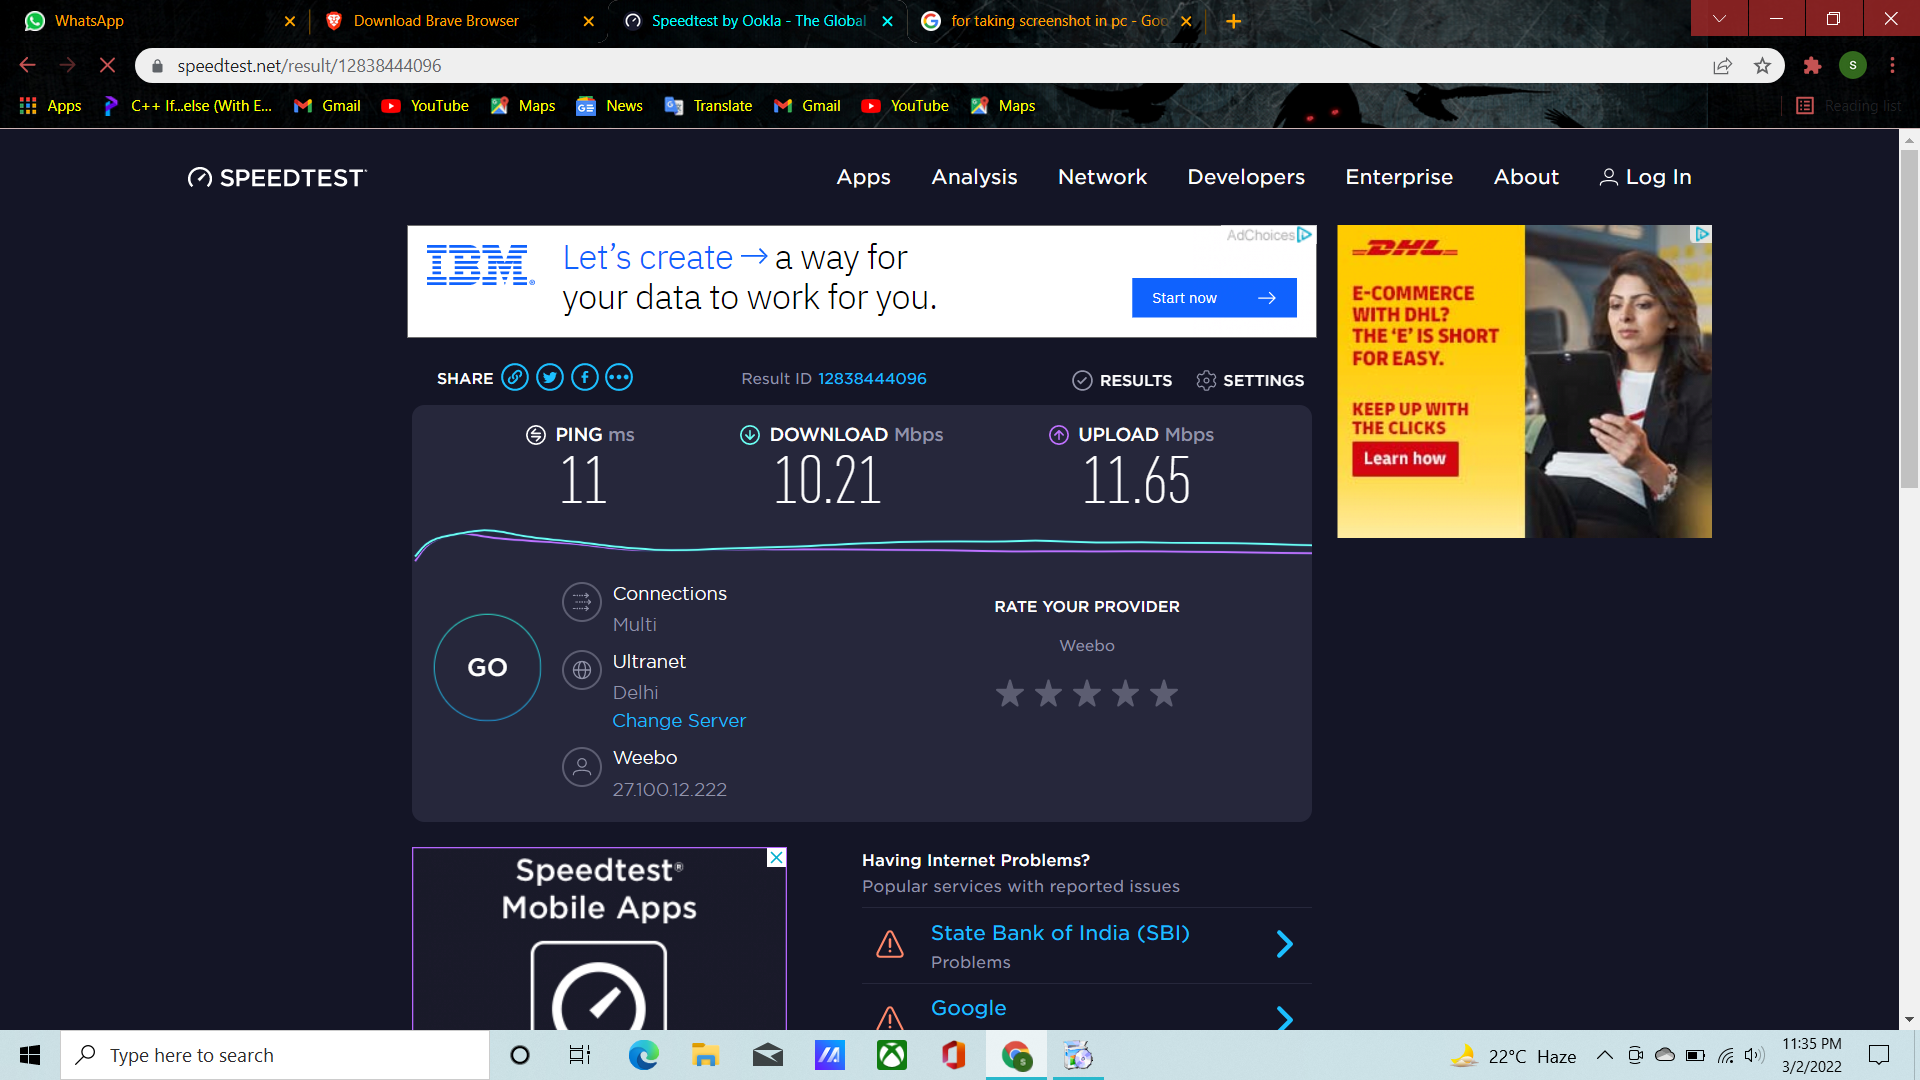 WhatsApp
Download Brave Browser
Speedtest by Ookla - The Global
for taking screenshot in pc - Goo
speedtest.net/result/12838444096
S
Apps
C++ If...else (With E...
Gmail
YouTube
Maps
News
Translate
Gmail
YouTube
Maps
Reading list
SPEEDTEST
Apps
Analysis
Network
Developers
Enterprise
About
Log In
AdChoices
IBM
Let's create → a way for
your data to work for you.
Start now →
DHL
E-COMMERCE
WITH DHL?
THE 'E' IS SHORT
FOR EASY.
KEEP UP WITH
THE CLICKS
Learn how
SHARE
Result ID 12838444096
RESULTS
SETTINGS
PING ms
11
DOWNLOAD Mbps
10.21
UPLOAD Mbps
11.65
GO
Connections
Multi
Ultranet
Delhi
Change Server
Weebo
27.100.12.222
RATE YOUR PROVIDER
Weebo
Speedtest®
Mobile Apps
Having Internet Problems?
Popular services with reported issues
State Bank of India (SBI)
Problems
Google
Type here to search
22°C Haze
11:35 PM
3/2/2022